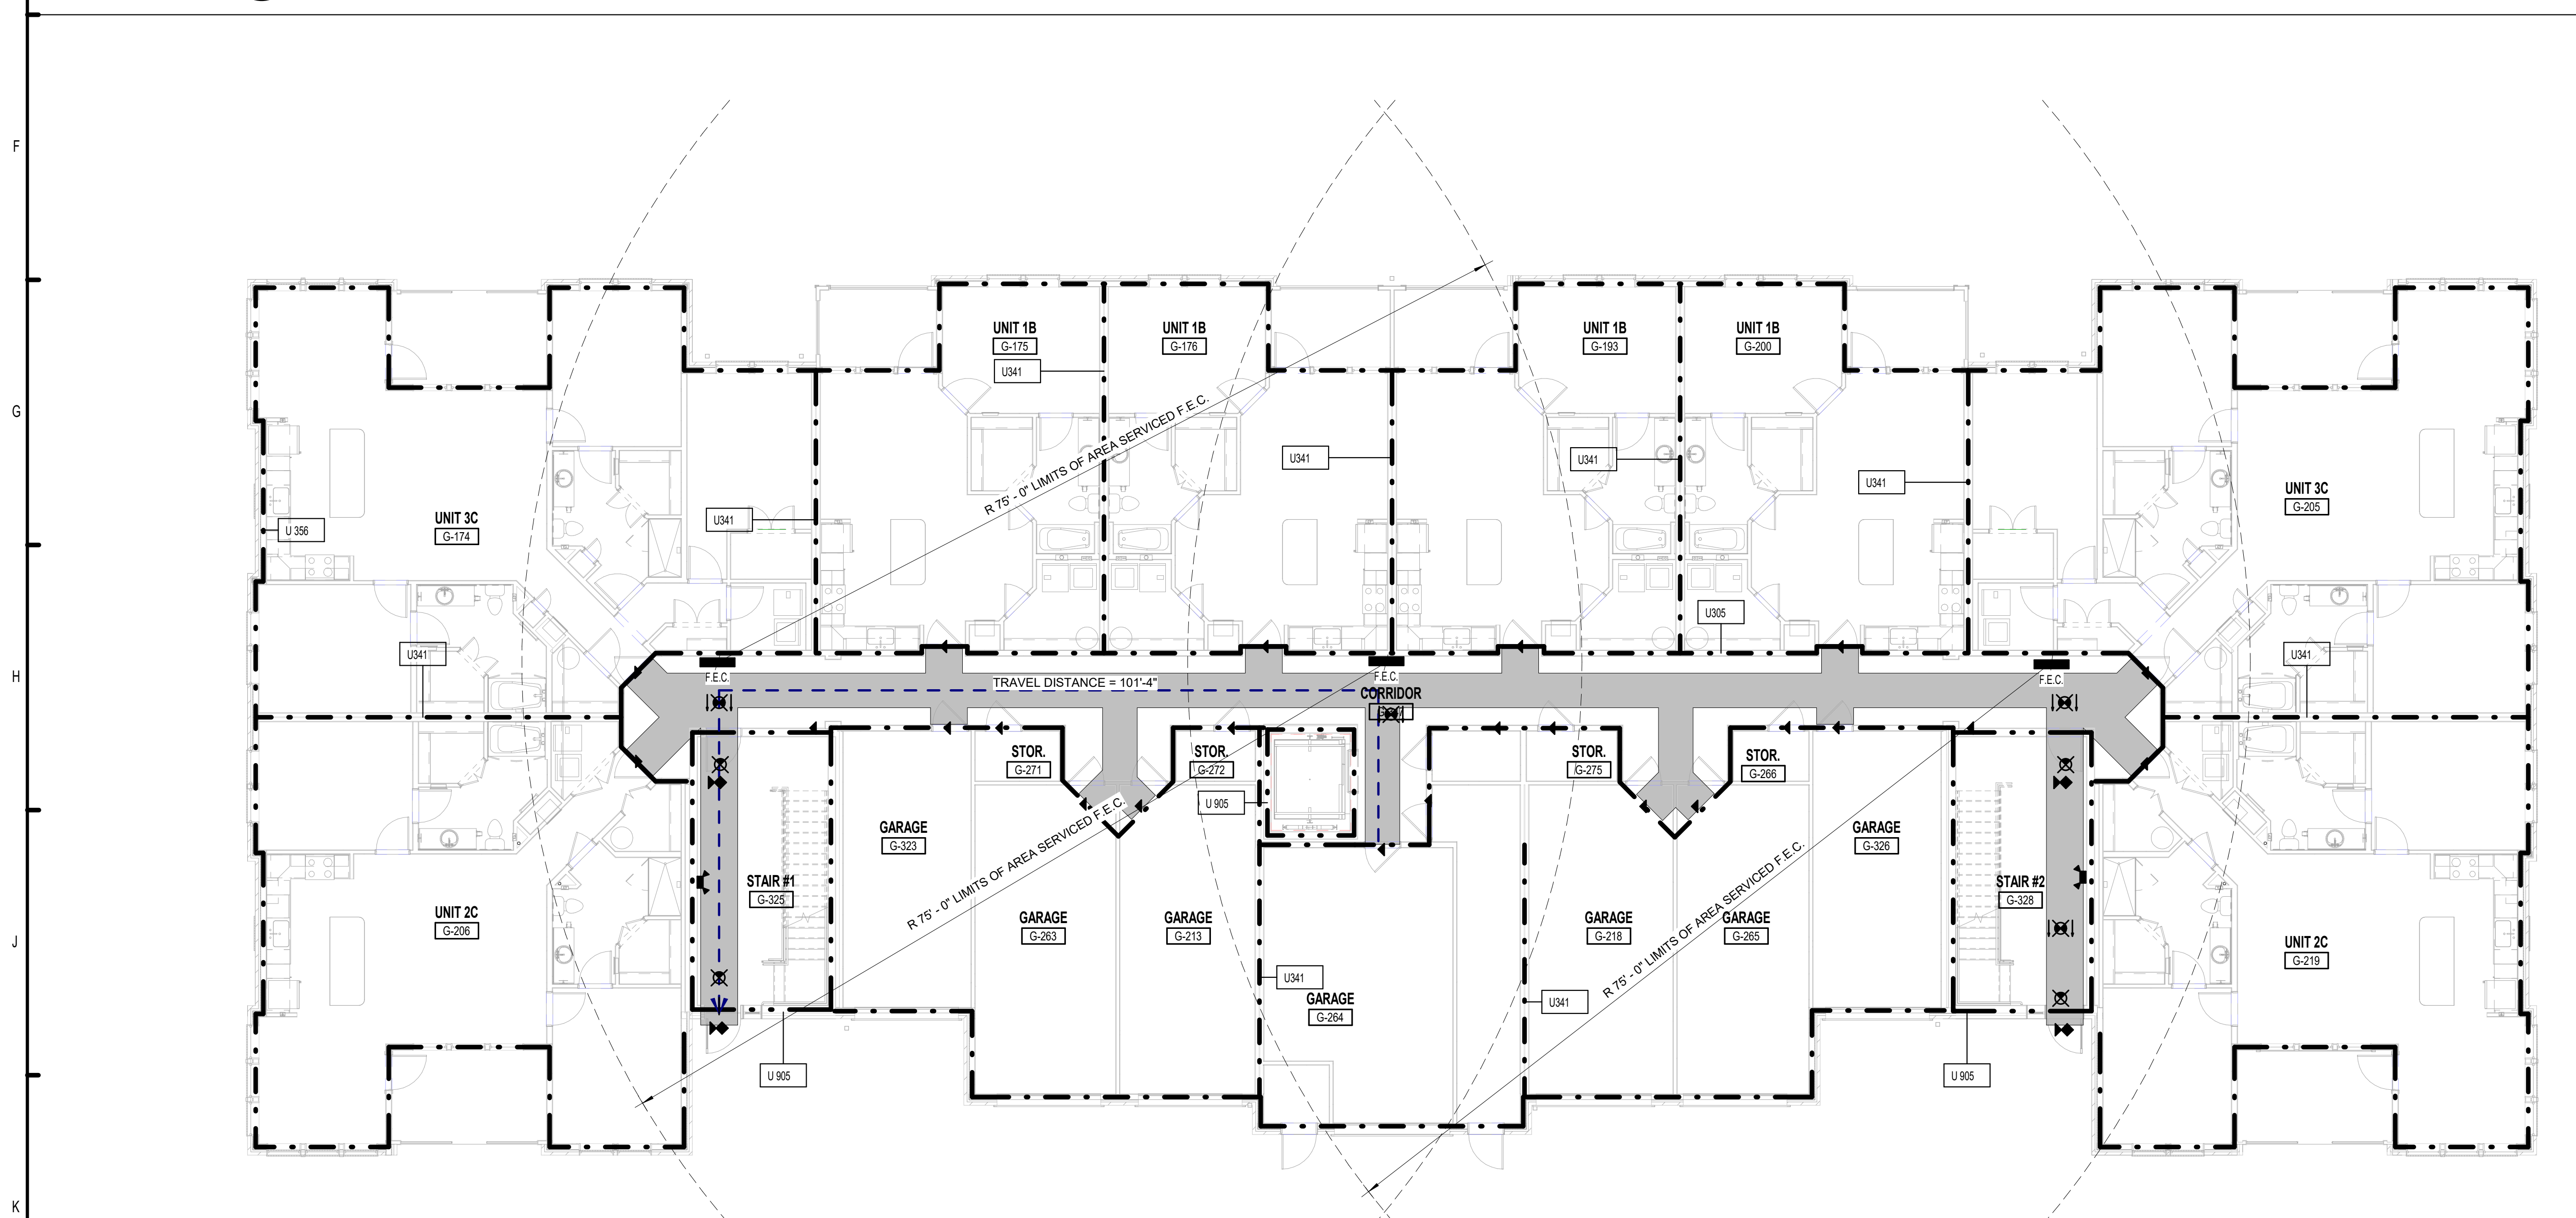 F
UNIT 1B
G-175
UNIT 1B
G-176
UNIT 1B
G-193
UNIT 1B
G-200
U341
G
R 75' - 0" LIMITS OF AREA SERVICED F.E.C.
U341
U341
U341
UNIT 3C
G-174
U 356
U341
UNIT 3C
G-205
U305
U341
U341
H
F.E.C.
F.E.C.
F.E.C.
TRAVEL DISTANCE = 101'-4"
CORRIDOR
STOR.
G-271
STOR.
G-272
STOR.
G-275
STOR.
G-266
U 905
GARAGE
G-323
R 75' - 0" LIMITS OF AREA SERVICED F.E.C.
GARAGE
G-326
R 75' - 0" LIMITS OF AREA SERVICED F.E.C.
STAIR #1
G-325
STAIR #2
G-328
UNIT 2C
G-206
GARAGE
G-263
GARAGE
G-213
GARAGE
G-218
GARAGE
G-265
UNIT 2C
G-219
J
U341
GARAGE
G-264
U341
U 905
U 905
K